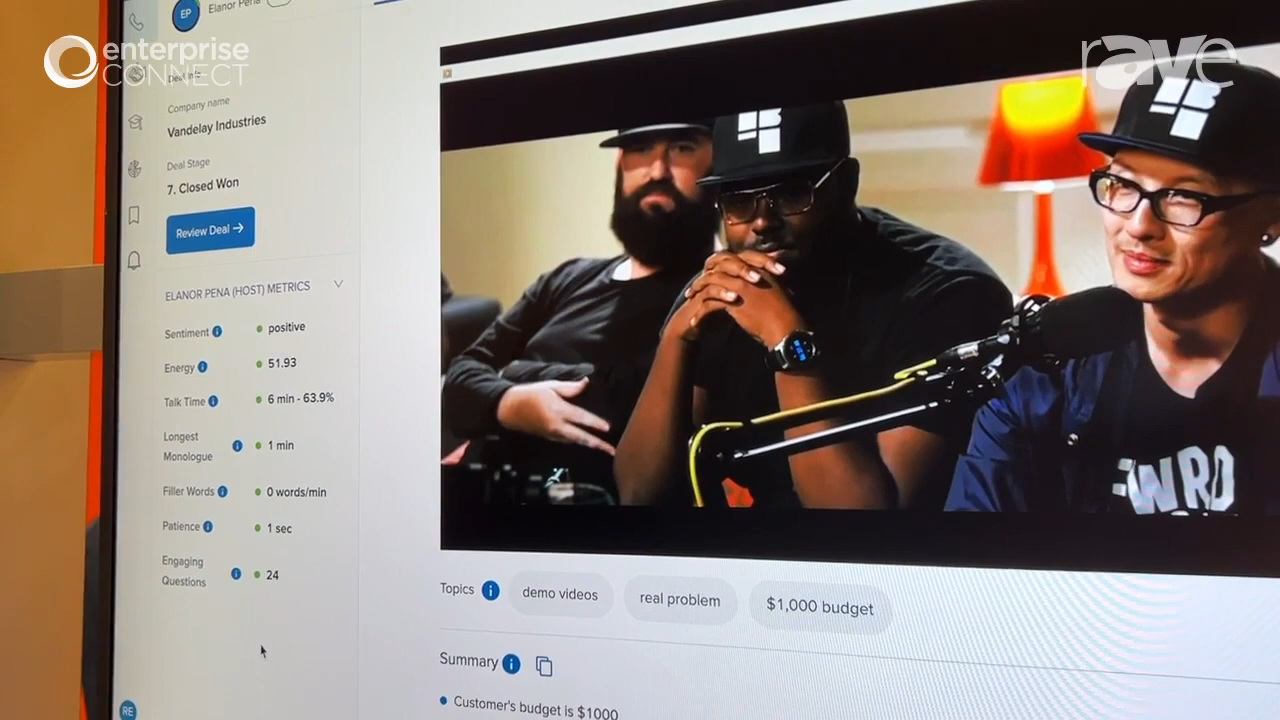 enterprise
CONNECT
rave
EP
Elanor Pena
Deal Info
Company name
Vandelay Industries
Deal Stage
7. Closed Won
Review Deal →
ELANOR PENA (HOST) METRICS
Sentiment i positive
Energy i 51.93
Talk Time i 6 min - 63.9%
Longest Monologue i 1 min
Filler Words i 0 words/min
Patience i 1 sec
Engaging Questions i 24
FWRD
Topics i demo videos real problem $1,000 budget
Summary i
Customer's budget is $1000
RE